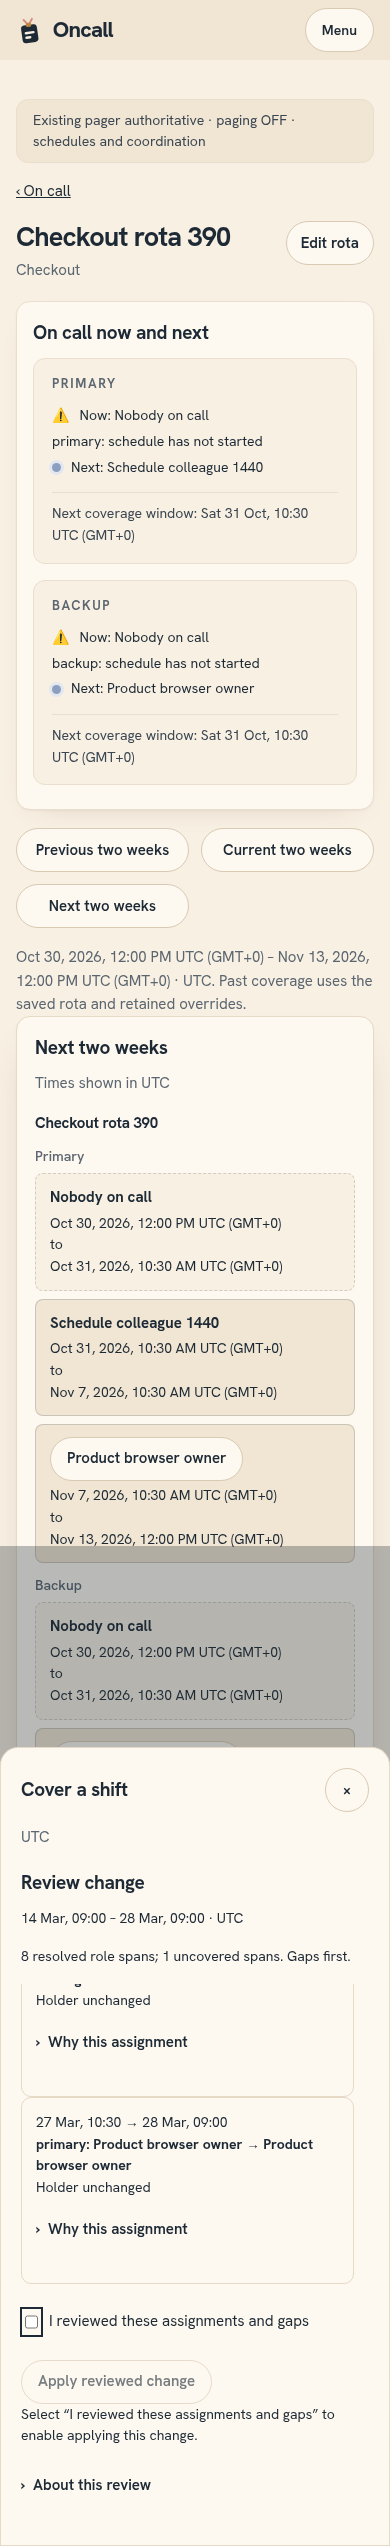 Oncall
Menu
Existing pager authoritative · paging OFF ·
schedules and coordination
‹ On call
Checkout rota 390
Edit rota
Checkout
On call now and next
PRIMARY
⚠️ Now: Nobody on call
primary: schedule has not started
Next: Schedule colleague 1440
Next coverage window: Sat 31 Oct, 10:30
UTC (GMT+0)
BACKUP
⚠️ Now: Nobody on call
backup: schedule has not started
Next: Product browser owner
Next coverage window: Sat 31 Oct, 10:30
UTC (GMT+0)
Previous two weeks
Current two weeks
Next two weeks
Oct 30, 2026, 12:00 PM UTC (GMT+0) – Nov 13, 2026,
12:00 PM UTC (GMT+0) · UTC. Past coverage uses the
saved rota and retained overrides.
Next two weeks
Times shown in UTC
Checkout rota 390
Primary
Nobody on call
Oct 30, 2026, 12:00 PM UTC (GMT+0)
to
Oct 31, 2026, 10:30 AM UTC (GMT+0)
Schedule colleague 1440
Oct 31, 2026, 10:30 AM UTC (GMT+0)
to
Nov 7, 2026, 10:30 AM UTC (GMT+0)
Product browser owner
Nov 7, 2026, 10:30 AM UTC (GMT+0)
to
Nov 13, 2026, 12:00 PM UTC (GMT+0)
Backup
Nobody on call
Oct 30, 2026, 12:00 PM UTC (GMT+0)
to
Oct 31, 2026, 10:30 AM UTC (GMT+0)
Cover a shift
×
UTC
Review change
14 Mar, 09:00 – 28 Mar, 09:00 · UTC
8 resolved role spans; 1 uncovered spans. Gaps first.
Holder unchanged
› Why this assignment
27 Mar, 10:30 → 28 Mar, 09:00
primary: Product browser owner → Product
browser owner
Holder unchanged
› Why this assignment
I reviewed these assignments and gaps
Apply reviewed change
Select “I reviewed these assignments and gaps” to
enable applying this change.
› About this review